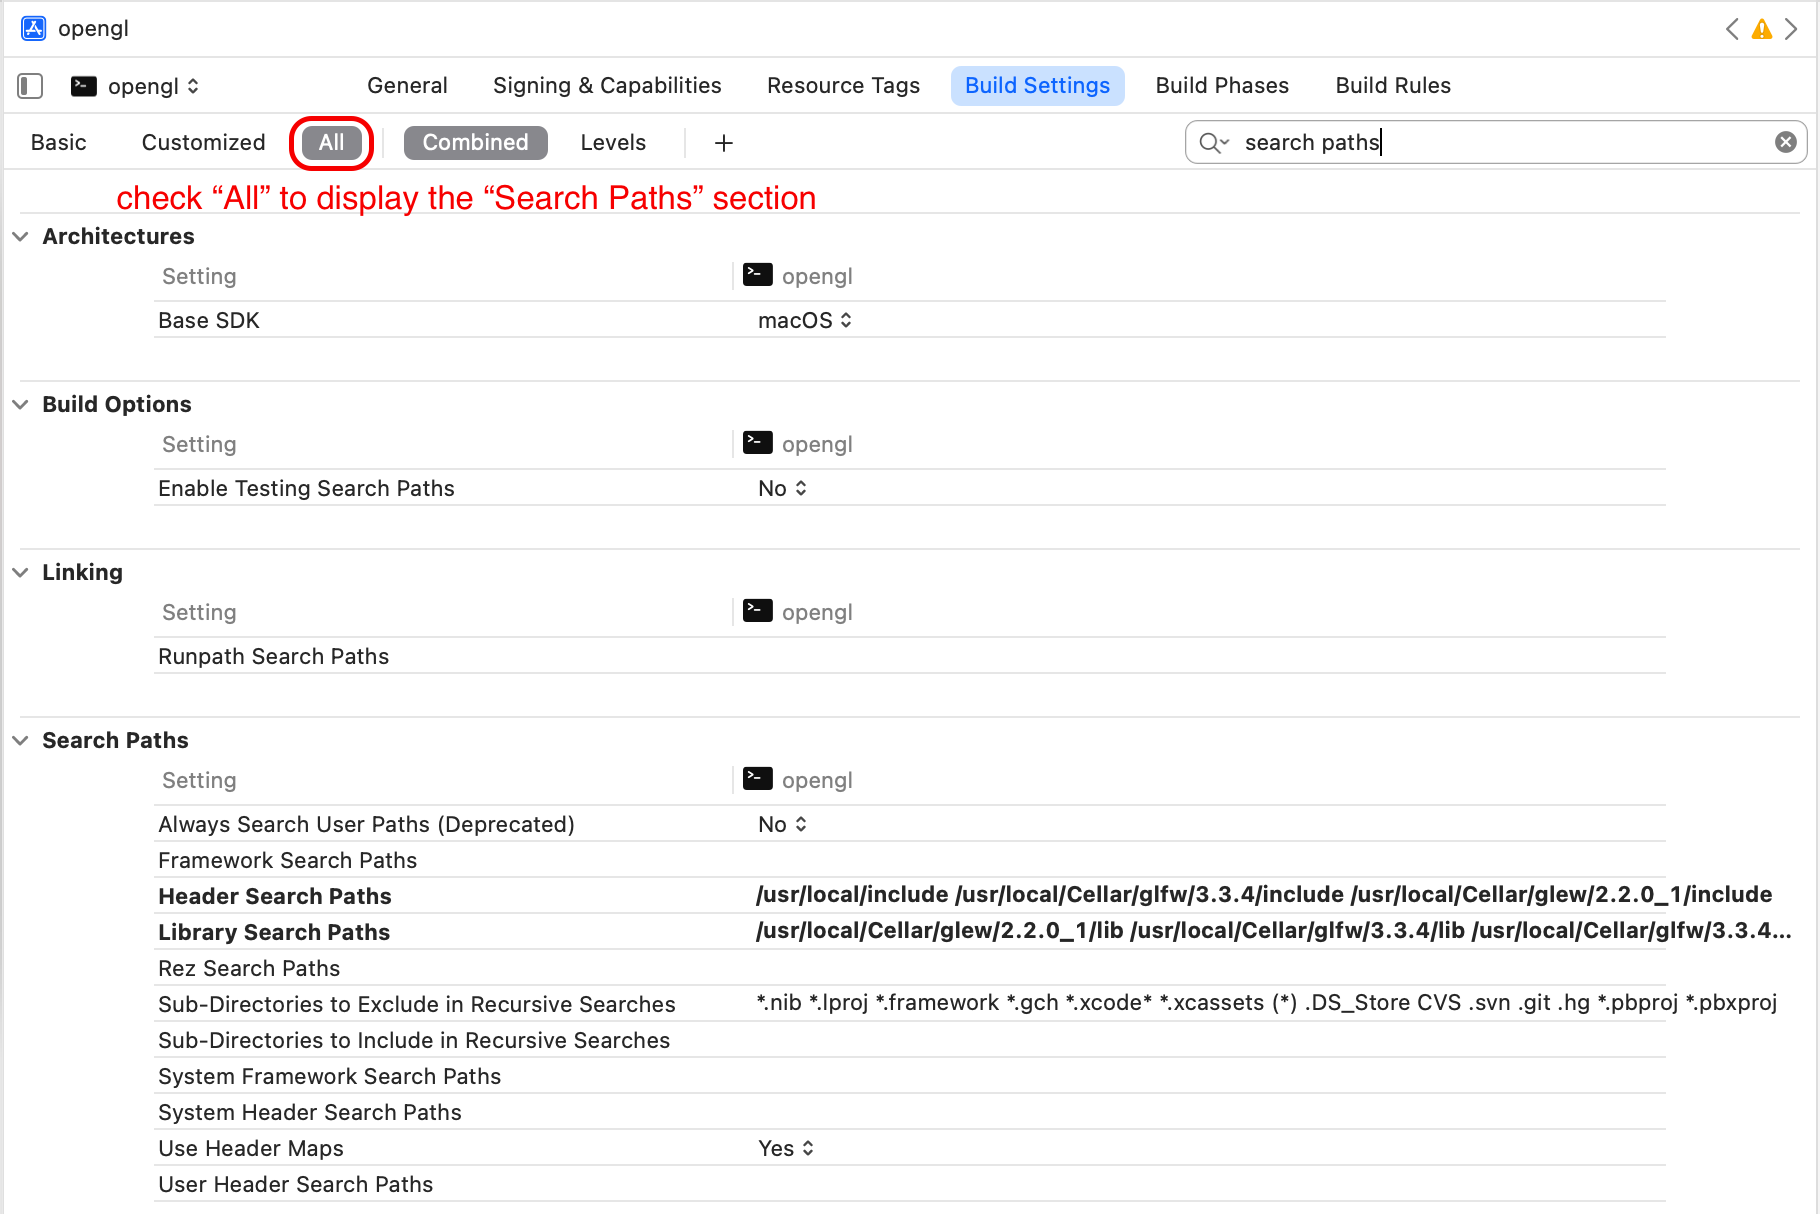 opengl
opengl General Signing & Capabilities Resource Tags Build Settings Build Phases Build Rules
Basic Customized All Combined Levels + search paths
check “All” to display the “Search Paths” section
Architectures
Setting opengl
Base SDK macOS
Build Options
Setting opengl
Enable Testing Search Paths No
Linking
Setting opengl
Runpath Search Paths
Search Paths
Setting opengl
Always Search User Paths (Deprecated) No
Framework Search Paths
Header Search Paths /usr/local/include /usr/local/Cellar/glfw/3.3.4/include /usr/local/Cellar/glew/2.2.0_1/include
Library Search Paths /usr/local/Cellar/glew/2.2.0_1/lib /usr/local/Cellar/glfw/3.3.4/lib /usr/local/Cellar/glfw/3.3.4...
Rez Search Paths
Sub-Directories to Exclude in Recursive Searches *.nib *.lproj *.framework *.gch *.xcode* *.xcassets (*) .DS_Store CVS .svn .git .hg *.pbproj *.pbxproj
Sub-Directories to Include in Recursive Searches
System Framework Search Paths
System Header Search Paths
Use Header Maps Yes
User Header Search Paths